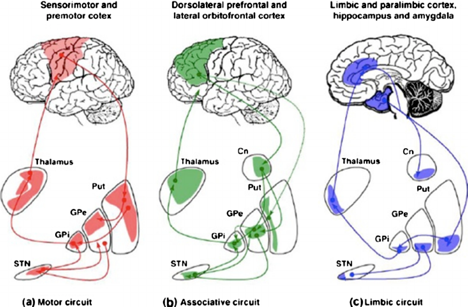 Sensorimotor and
premotor cotex
Dorsolateral prefrontal and
lateral orbitofrontal cortex
Limbic and paralimbic cortex,
hippocampus and amygdala
Thalamus
Put
GPe
GPi
STN
Thalamus
Cn
Put
GPe
GPi
STN
Thalamus
Cn
Put
GPe
GPi
STN
(a) Motor circuit
(b) Associative circuit
(c) Limbic circuit